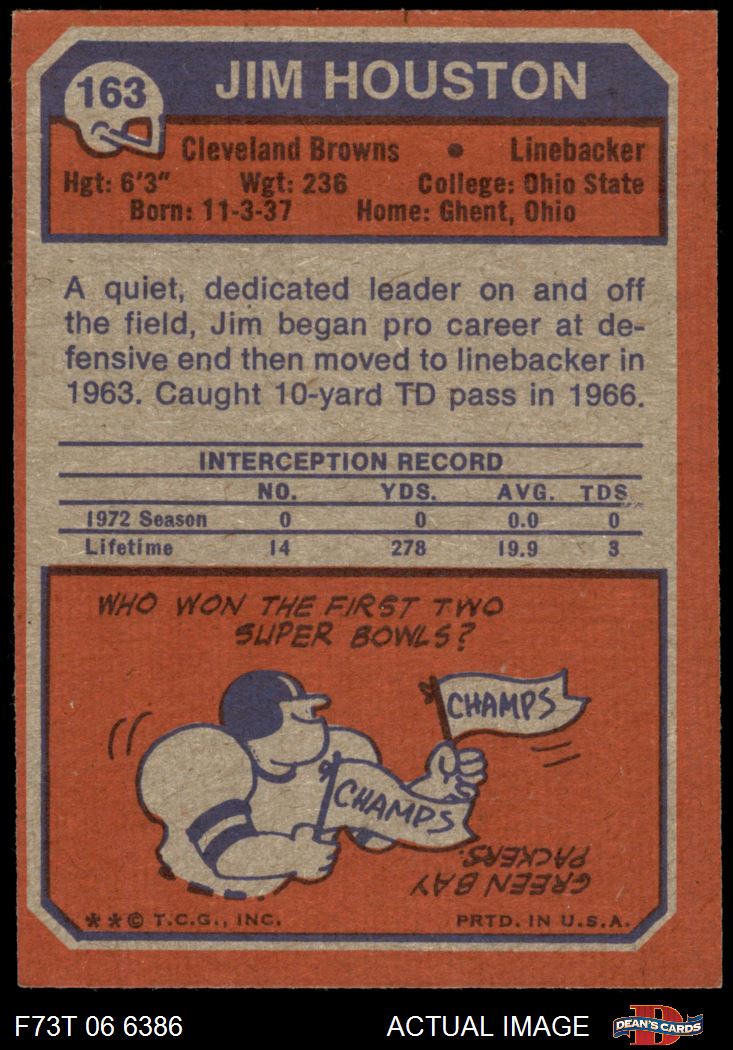 163
JIM HOUSTON
Cleveland Browns • Linebacker
Hgt: 6'3" Wgt: 236 College: Ohio State
Born: 11-3-37 Home: Ghent, Ohio
A quiet, dedicated leader on and off
the field, Jim began pro career at de-
fensive end then moved to linebacker in
1963. Caught 10-yard TD pass in 1966.
INTERCEPTION RECORD
NO. YDS. AVG. TDS
1972 Season 0 0 0.0 0
Lifetime 14 278 19.9 3
WHO WON THE FIRST TWO
SUPER BOWLS?
CHAMPS
CHAMPS
GREEN BAY
PACKERS.
**© T.C.G., INC. PRTD. IN U.S.A.
F73T 06 6386 ACTUAL IMAGE
D
DEAN'S CARDS